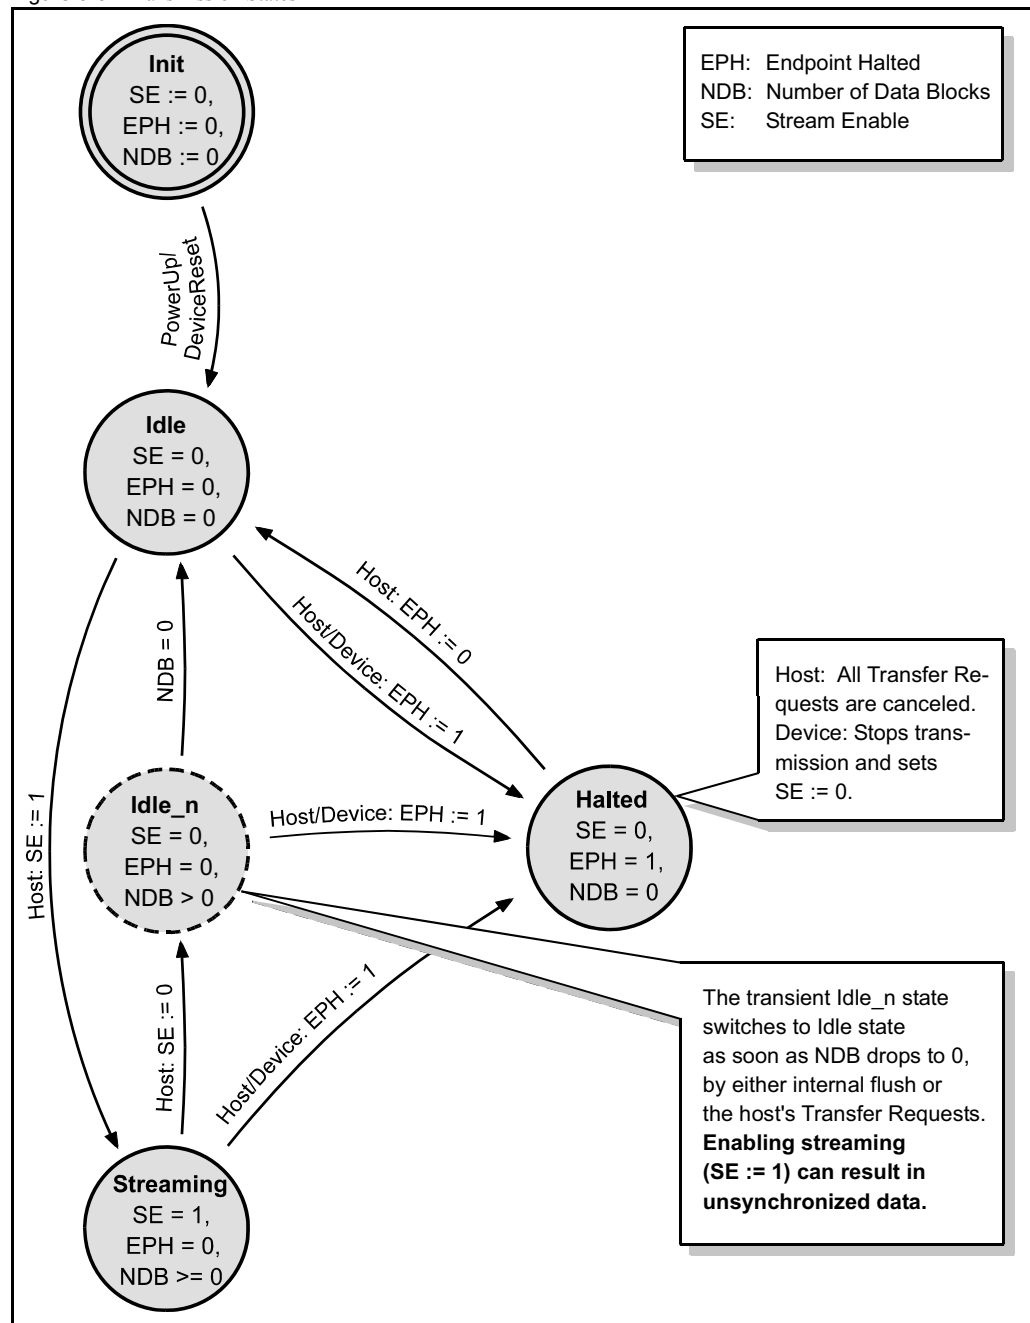 Init
SE := 0,
EPH := 0,
NDB := 0
EPH: Endpoint Halted
NDB: Number of Data Blocks
SE: Stream Enable
PowerUp/
DeviceReset
Idle
SE = 0,
EPH = 0,
NDB = 0
Host: EPH := 0
Host/Device: EPH := 1
NDB = 0
Host: SE := 1
Host: All Transfer Re-
quests are canceled.
Device: Stops trans-
mission and sets
SE := 0.
Idle_n
SE = 0,
EPH = 0,
NDB > 0
Host/Device: EPH := 1
Halted
SE = 0,
EPH = 1,
NDB = 0
Host: SE := 0
Host/Device: EPH := 1
The transient Idle_n state
switches to Idle state
as soon as NDB drops to 0,
by either internal flush or
the host's Transfer Requests.
Enabling streaming
(SE := 1) can result in
unsynchronized data.
Streaming
SE = 1,
EPH = 0,
NDB >= 0